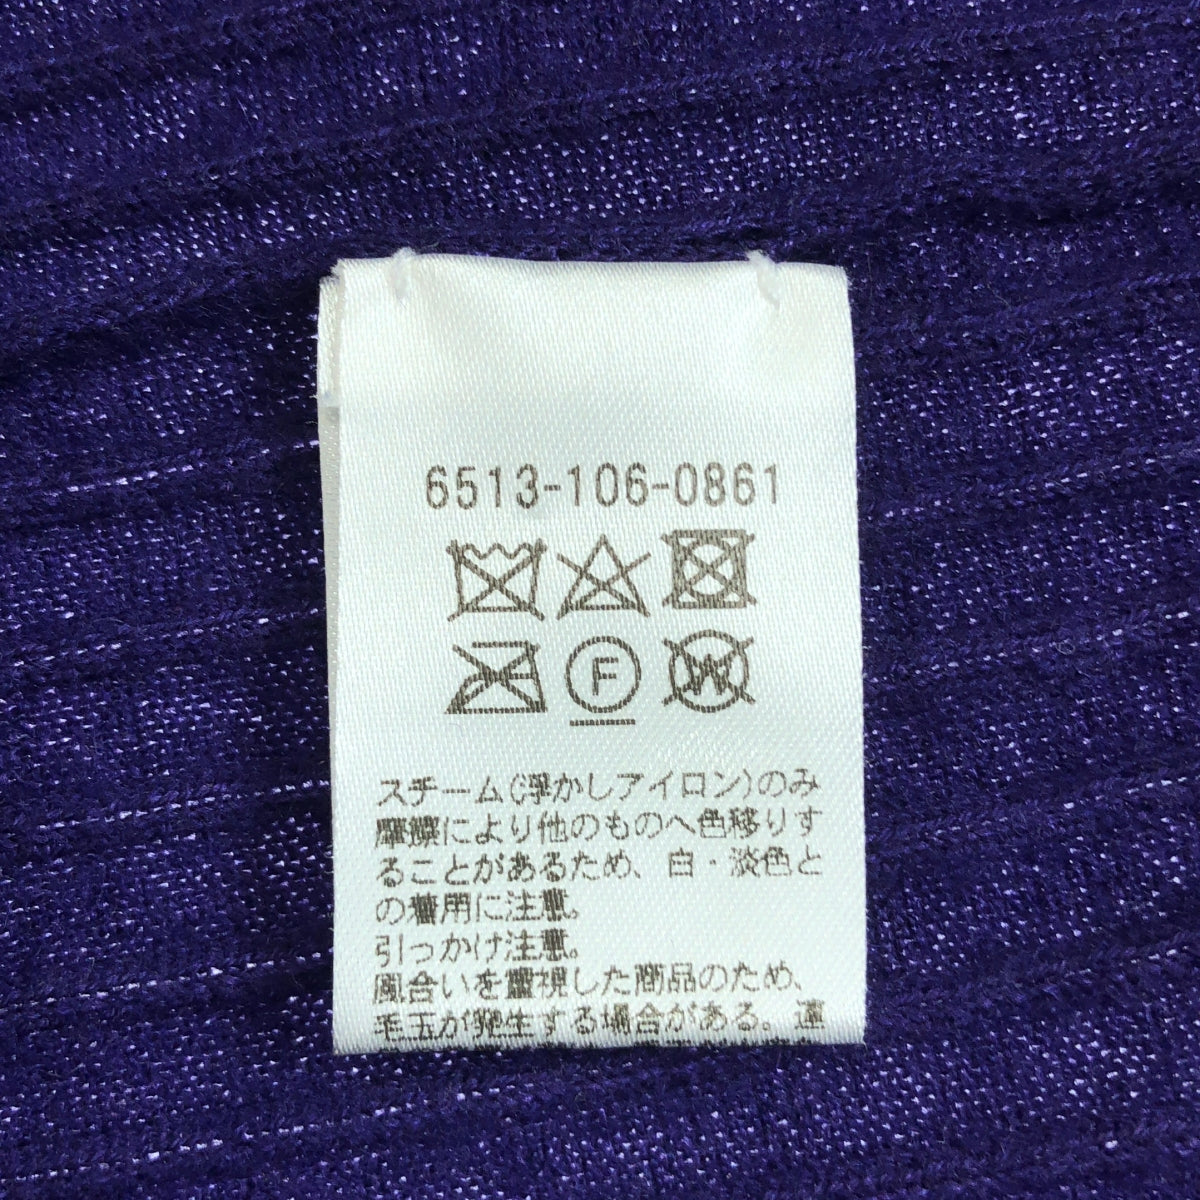 6513-106-0861
F
W
スチーム(浮かしアイロン)のみ
摩擦により他のものへ色移りす
ることがあるため、白・淡色と
の着用に注意。
引っかけ注意。
風合いを重視した商品のため、
毛玉が発生する場合がある。連